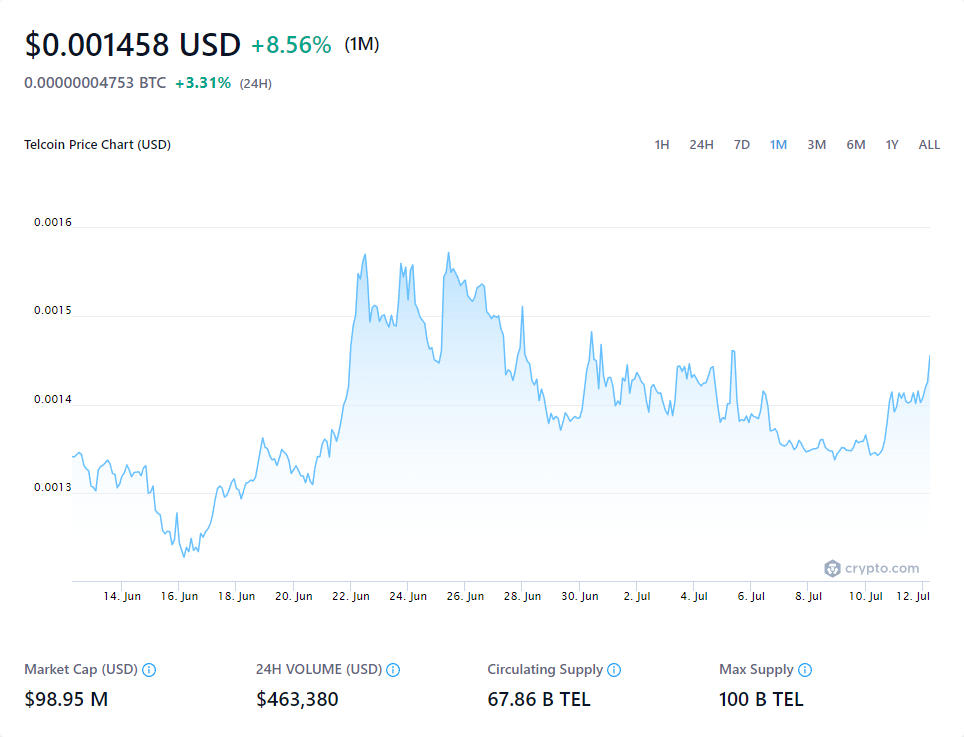 $0.001458 USD +8.56% (1M)
0.00000004753 BTC +3.31% (24H)
Telcoin Price Chart (USD)
1H 24H 7D 1M 3M 6M 1Y ALL
0.0016
0.0015
0.0014
0.0013
crypto.com
14. Jun 16. Jun 18. Jun 20. Jun 22. Jun 24. Jun 26. Jun 28. Jun 30. Jun 2. Jul 4. Jul 6. Jul 8. Jul 10. Jul 12. Jul
Market Cap (USD) 24H VOLUME (USD) Circulating Supply Max Supply
$98.95 M $463,380 67.86 B TEL 100 B TEL